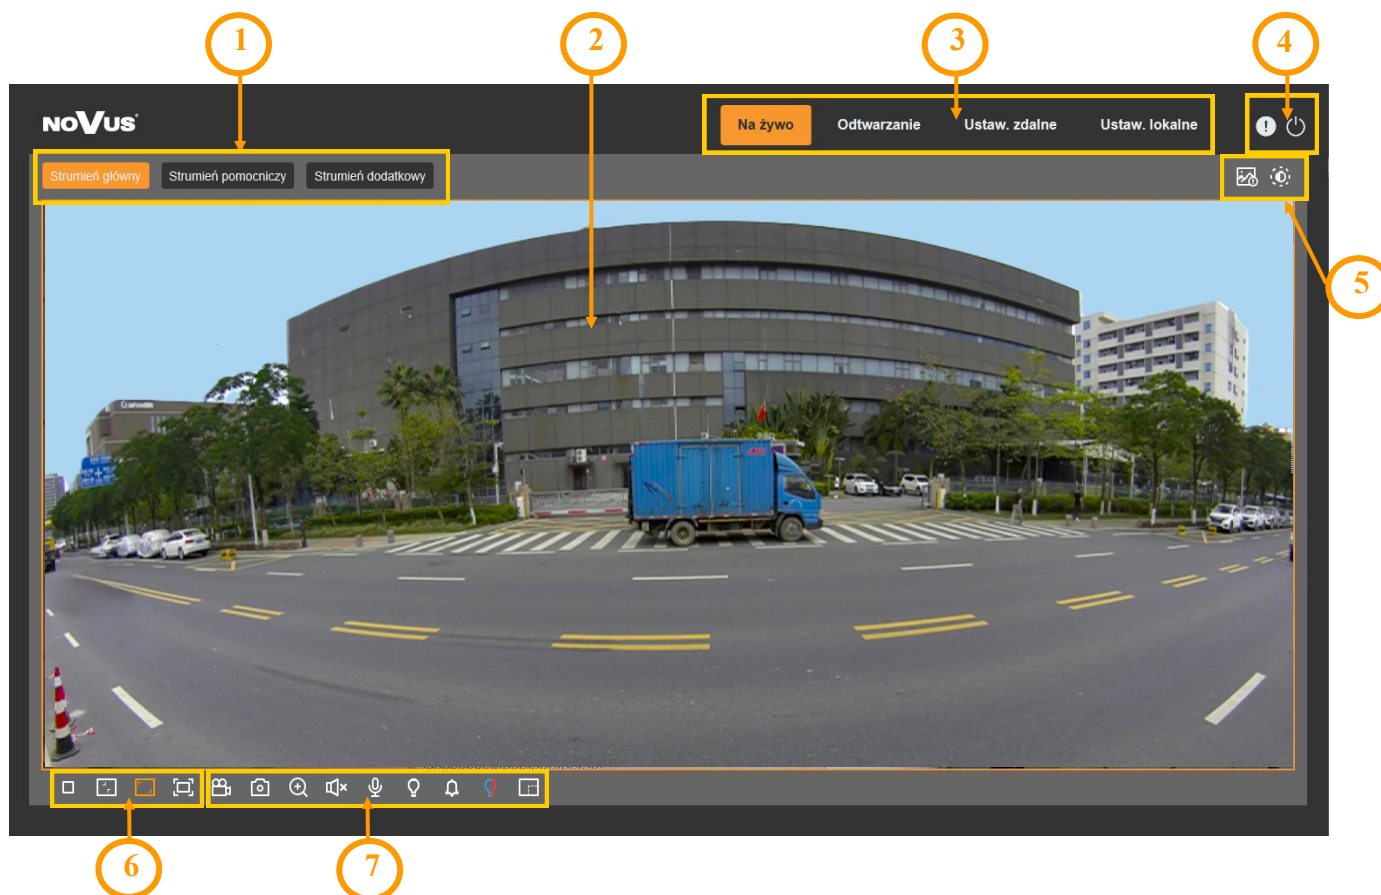 1
2
3
4
NOVUS
Na żywo
Odtwarzanie
Ustaw. zdalne
Ustaw. lokalne
Strumień główny
Strumień pomocniczy
Strumień dodatkowy
5
6
7